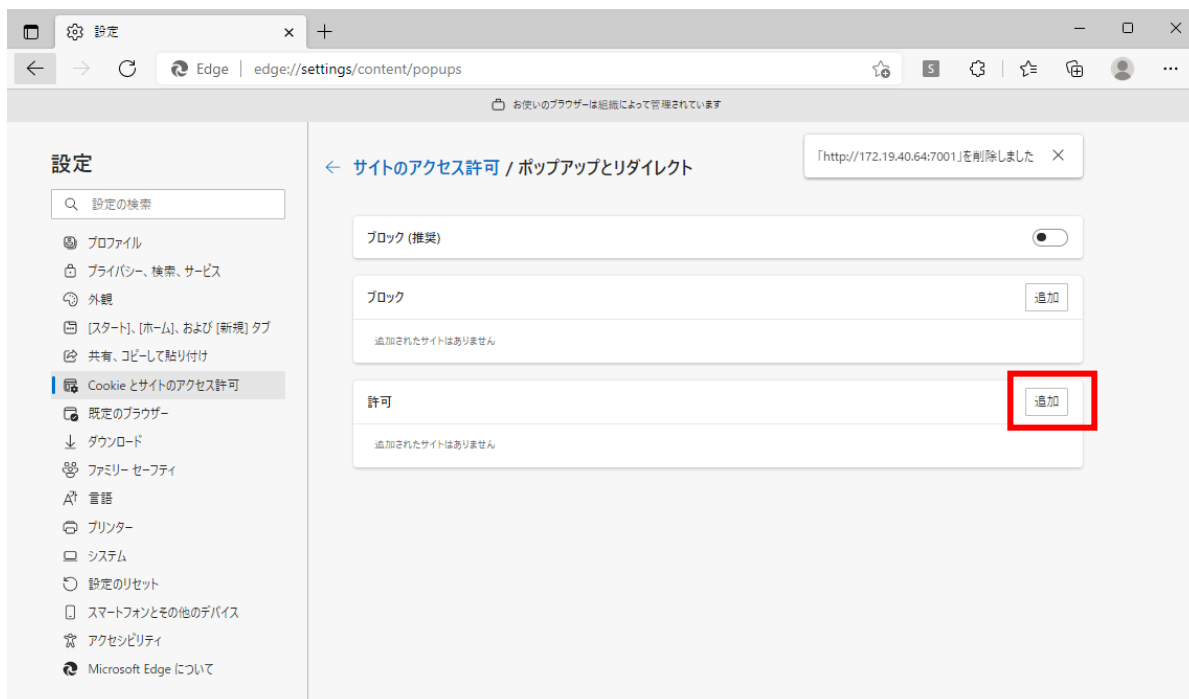 設定
Edge edge://settings/content/popups
S
お使いのブラウザーは組織によって管理されています
設定
設定の検索
プロファイル
プライバシー、検索、サービス
外観
[スタート]、[ホーム]、および [新規] タブ
共有、コピーして貼り付け
Cookie とサイトのアクセス許可
既定のブラウザー
ダウンロード
ファミリー セーフティ
言語
プリンター
システム
設定のリセット
スマートフォンとその他のデバイス
アクセシビリティ
Microsoft Edge について
サイトのアクセス許可 / ポップアップとリダイレクト
「http://172.19.40.64:7001」を削除しました
ブロック (推奨)
ブロック
追加
追加されたサイトはありません
許可
追加
追加されたサイトはありません